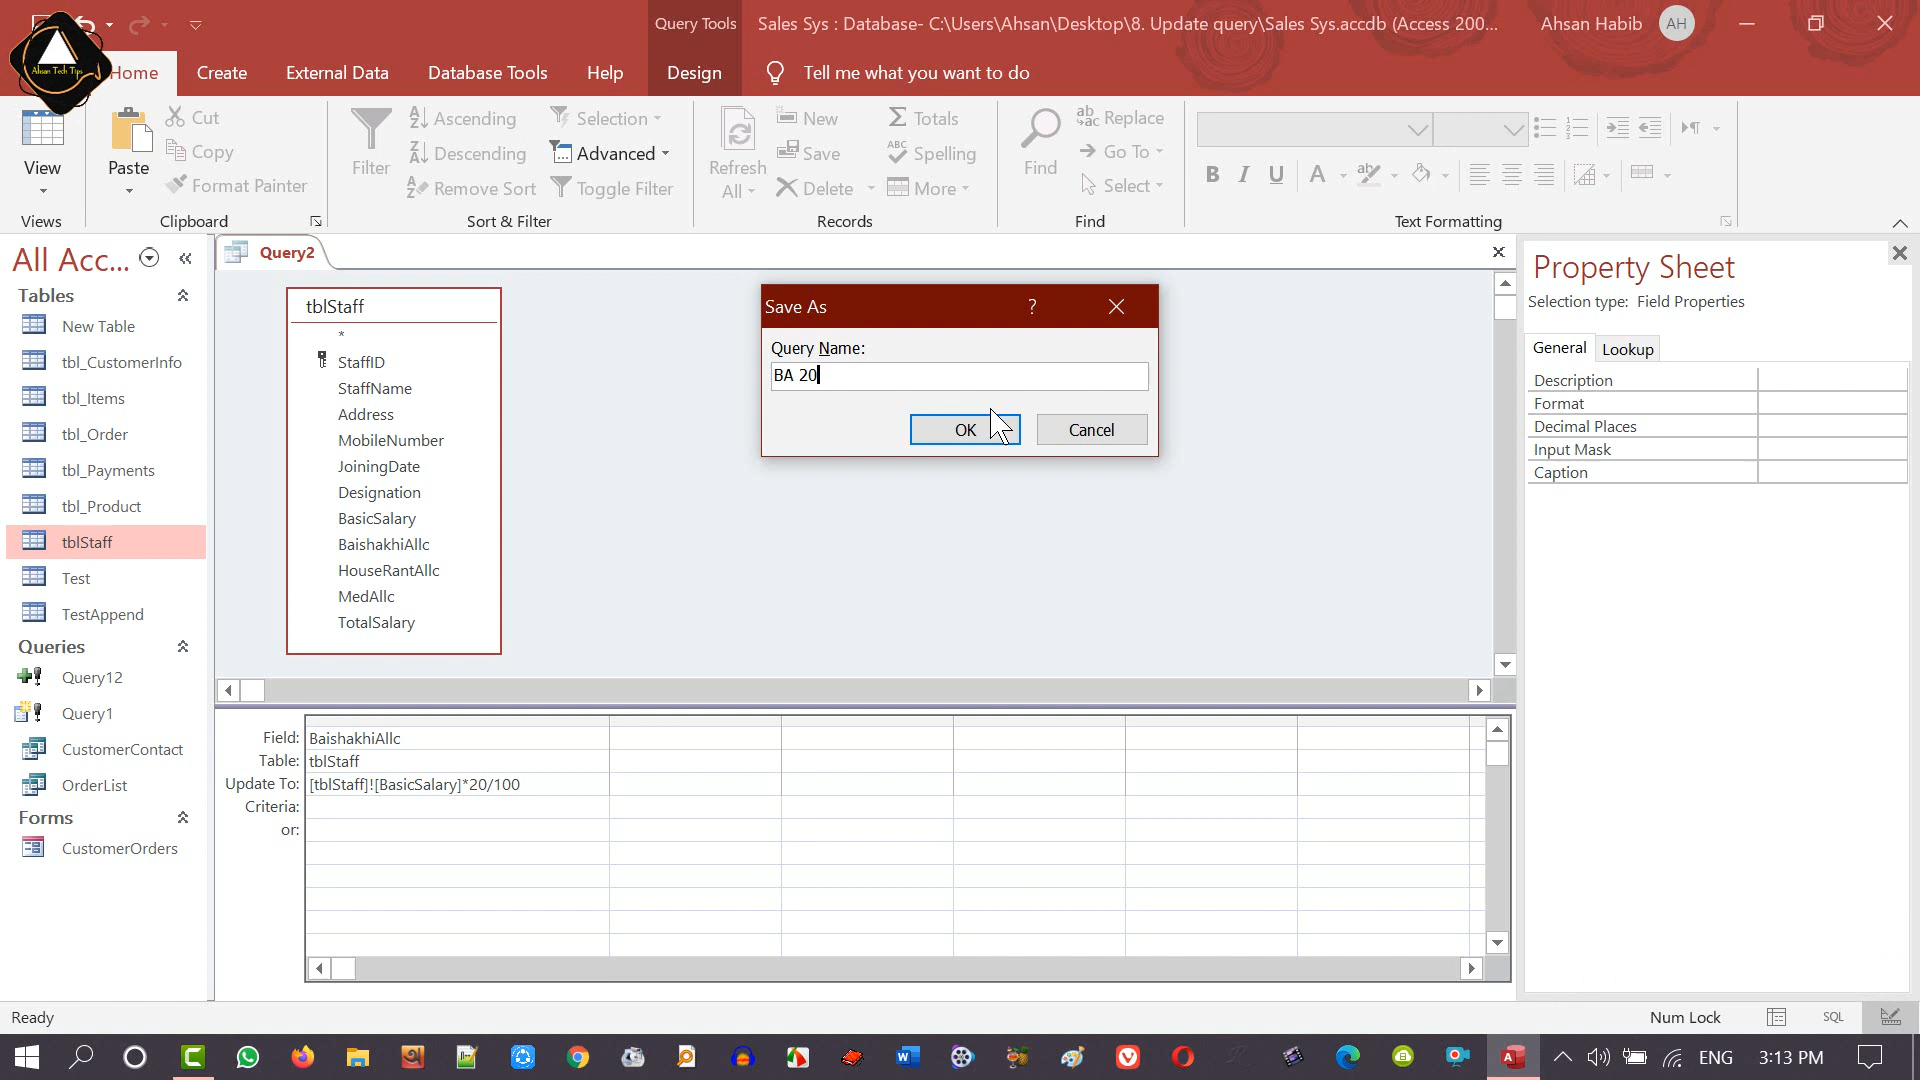 Query Tools
Sales Sys : Database- C:\Users\Ahsan\Desktop\8. Update query\Sales Sys.accdb (Access 200...
Ahsan Habib
AH
Ahsan Tech Tips
Home
Create
External Data
Database Tools
Help
Design
Tell me what you want to do
View
Views
Paste
Cut
Copy
Format Painter
Clipboard
Filter
Ascending
Descending
Remove Sort
Selection
Advanced
Toggle Filter
Sort & Filter
Refresh
All
New
Save
Delete
Totals
Spelling
More
Records
Find
Replace
Go To
Select
Find
B I U
Text Formatting
All Acc...
Tables
New Table
tbl_CustomerInfo
tbl_Items
tbl_Order
tbl_Payments
tbl_Product
tblStaff
Test
TestAppend
Queries
Query12
Query1
CustomerContact
OrderList
Forms
CustomerOrders
Query2
tblStaff
*
StaffID
StaffName
Address
MobileNumber
JoiningDate
Designation
BasicSalary
BaishakhiAllc
HouseRantAllc
MedAllc
TotalSalary
Save As
?
Query Name:
BA 20
OK
Cancel
Field: BaishakhiAllc
Table: tblStaff
Update To: [tblStaff]![BasicSalary]*20/100
Criteria:
or:
Property Sheet
Selection type: Field Properties
General
Lookup
Description
Format
Decimal Places
Input Mask
Caption
Ready
Num Lock
SQL
ENG
3:13 PM